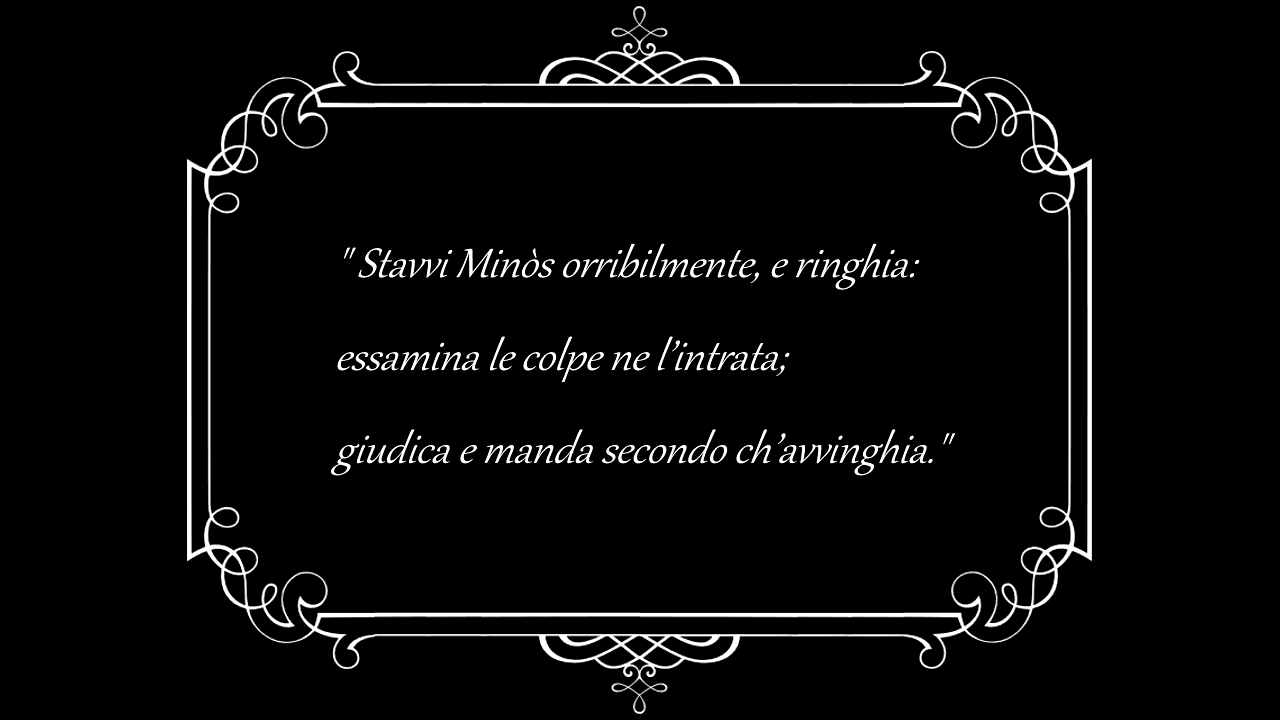 " Stavvi Minòs orribilmente, e ringhia:
essamina le colpe ne l’intrata;
giudica e manda secondo ch’avvinghia."